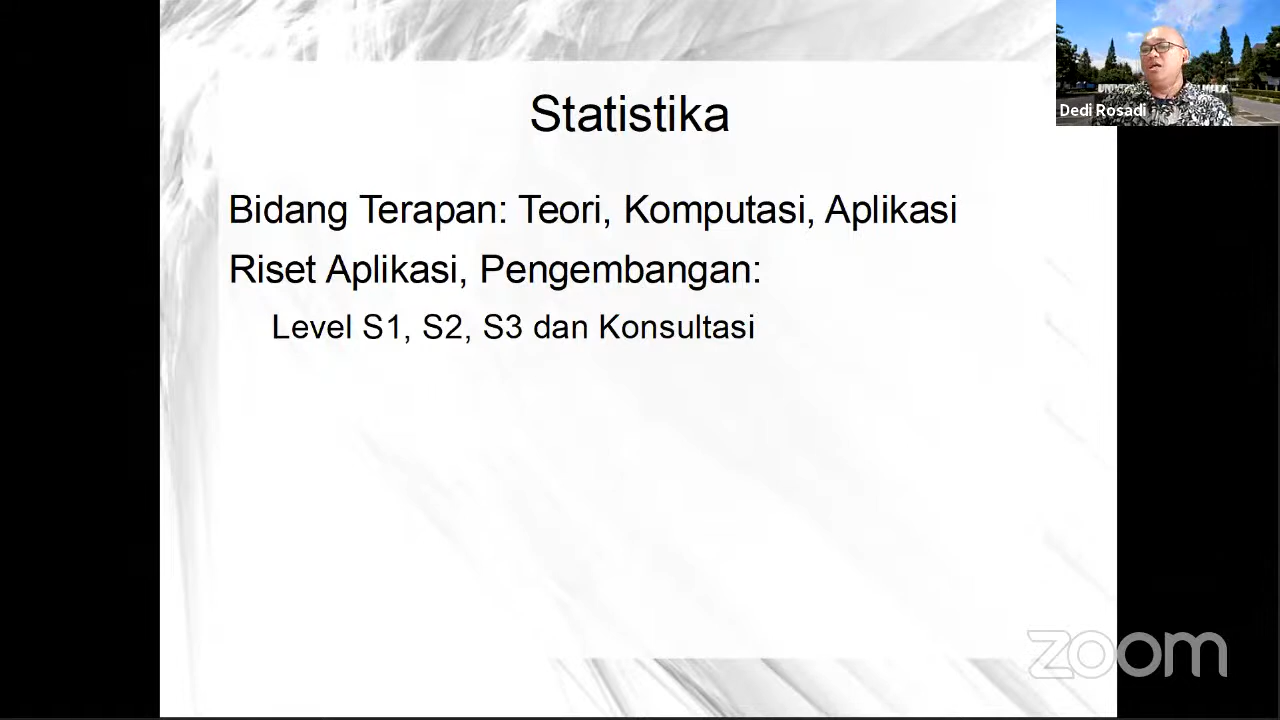 Statistika
Bidang Terapan: Teori, Komputasi, Aplikasi
Riset Aplikasi, Pengembangan:
Level S1, S2, S3 dan Konsultasi
Dedi Rosadi
zoom